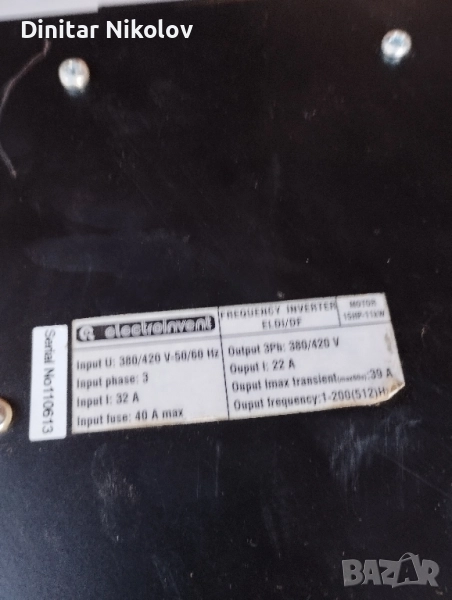 Dinitar Nikolov
electroinvent
FREQUENCY INVERTER
ELDI/DF
MOTOR
15HP-11kW
Serial No110613
Input U: 380/420 V-50/60 Hz
Input phase: 3
Input I: 32 A
Input fuse: 40 A max
Output 3Ph: 380/420 V
Ouput I: 22 A
Ouput Imax transient :39 A
Ouput frequency:1-200(512)H
BAZAR